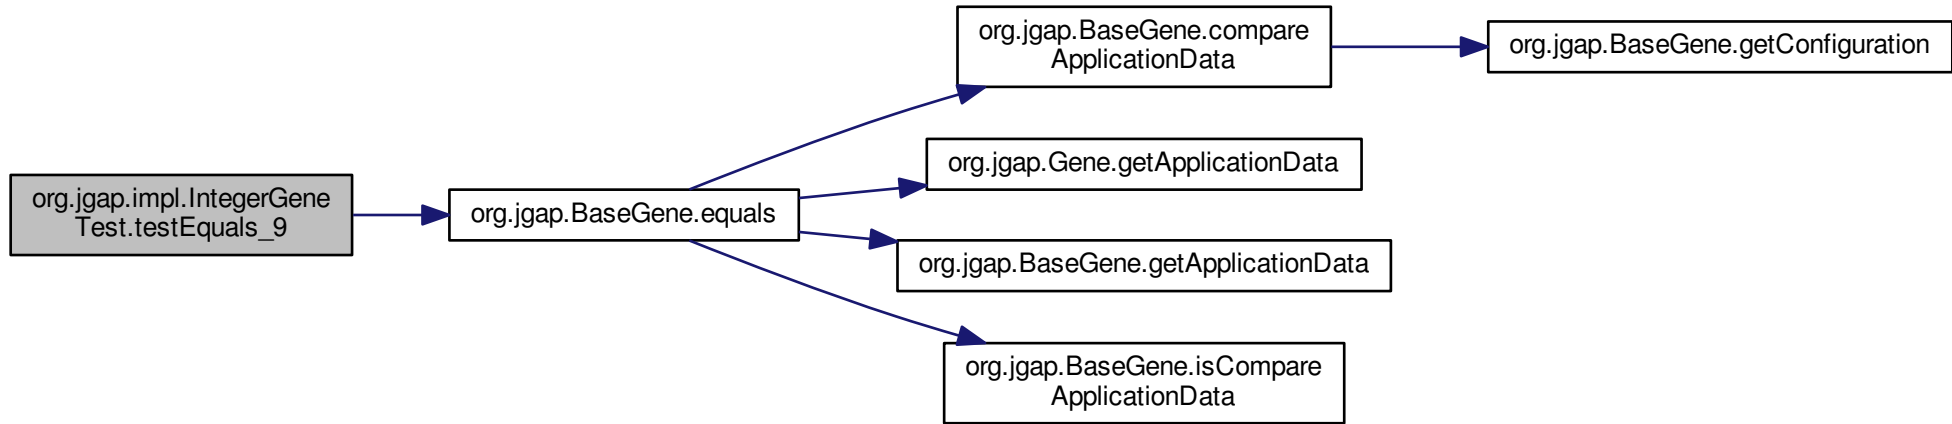 org.jgap.impl.IntegerGene
Test.testEquals_9
org.jgap.BaseGene.equals
org.jgap.BaseGene.compare
ApplicationData
org.jgap.BaseGene.getConfiguration
org.jgap.Gene.getApplicationData
org.jgap.BaseGene.getApplicationData
org.jgap.BaseGene.isCompare
ApplicationData